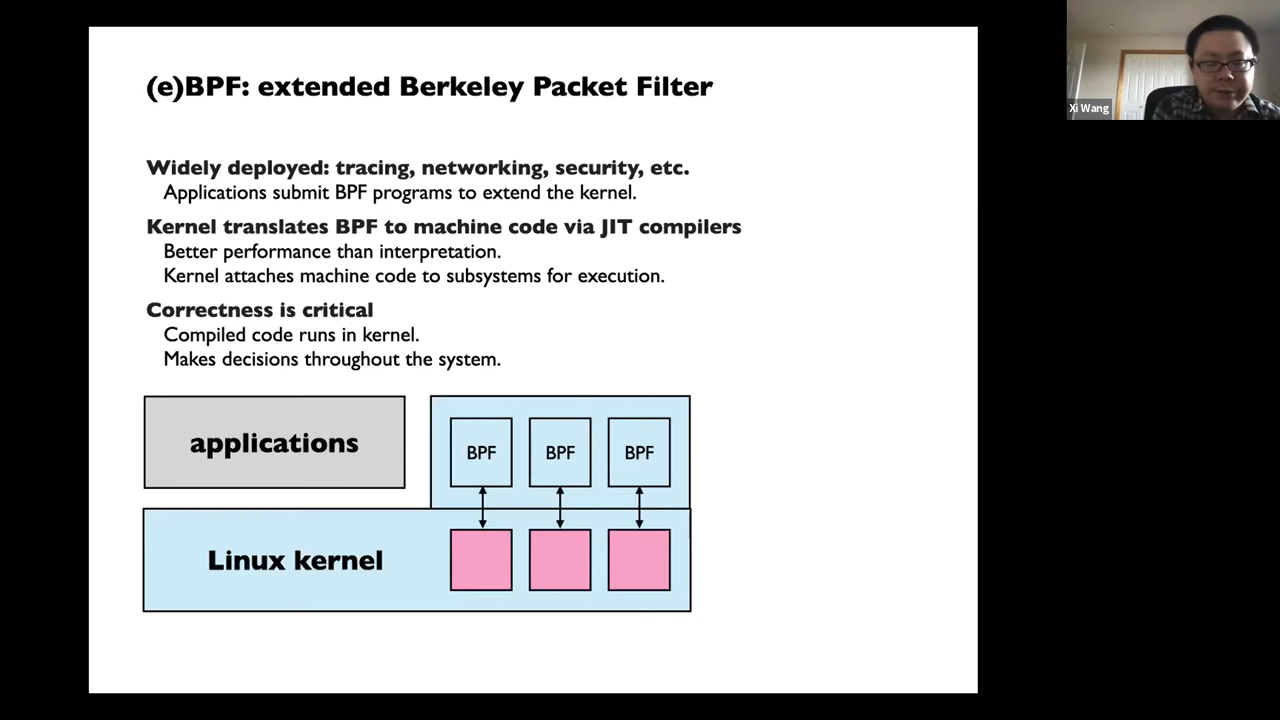 (e)BPF: extended Berkeley Packet Filter
Xi Wang
Widely deployed: tracing, networking, security, etc.
Applications submit BPF programs to extend the kernel.
Kernel translates BPF to machine code via JIT compilers
Better performance than interpretation.
Kernel attaches machine code to subsystems for execution.
Correctness is critical
Compiled code runs in kernel.
Makes decisions throughout the system.
applications
BPF BPF BPF
Linux kernel